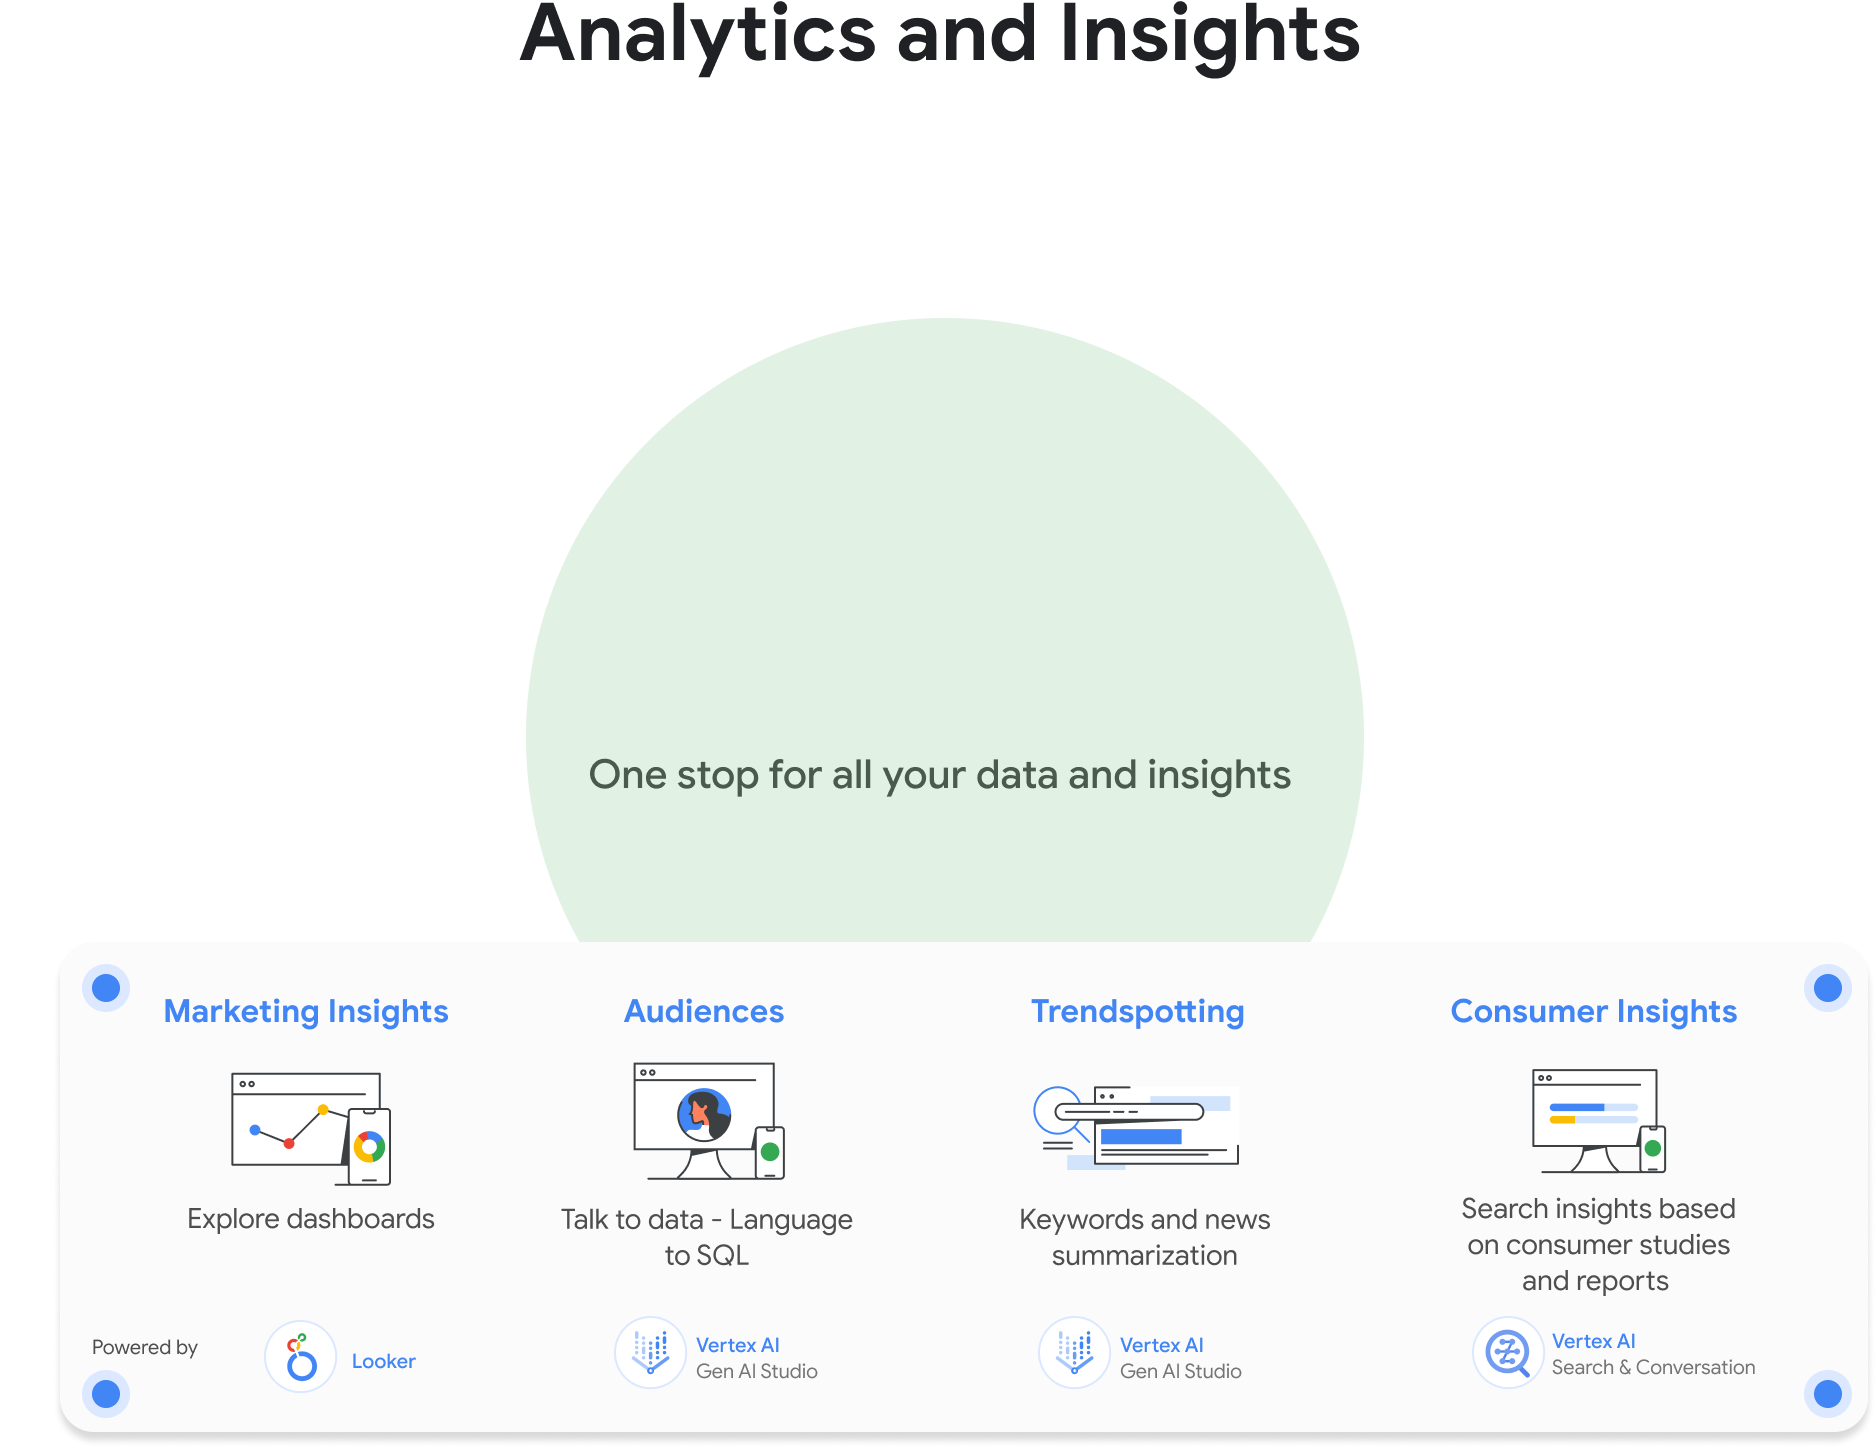 Analytics and Insights
One stop for all your data and insights
Marketing Insights
Explore dashboards
Audiences
Talk to data - Language
to SQL
Trendspotting
Keywords and news
summarization
Consumer Insights
Search insights based
on consumer studies
and reports
Powered by
Looker
Vertex AI
Gen AI Studio
Vertex AI
Gen AI Studio
Vertex AI
Search & Conversation